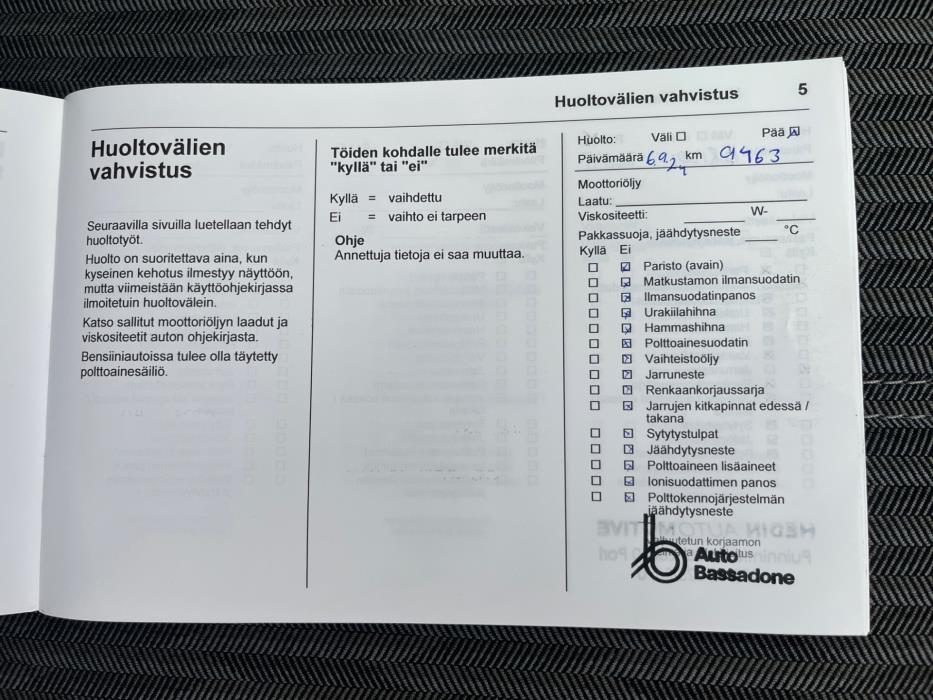 Huoltovälien vahvistus 5
Huoltovälien
vahvistus
Seuraavilla sivuilla luetellaan tehdyt
huoltotyöt.
Huolto on suoritettava aina, kun
kyseinen kehotus ilmestyy näyttöön,
mutta viimeistään käyttöohjekirjassa
ilmoitetuin huoltovälein.
Katso sallitut moottoriöljyn laadut ja
viskositeetit auton ohjekirjasta.
Bensiiniautoissa tulee olla täytetty
polttoainesäiliö.
Töiden kohdalle tulee merkitä
"kyllä" tai "ei"
Kyllä = vaihdettu
Ei = vaihto ei tarpeen
Ohje
Annettuja tietoja ei saa muuttaa.
Huolto: Väli Pää
Päivämäärä 6.9.24 km 9463
Moottoriöljy
Laatu:
Viskositeetti: W-
Pakkassuoja, jäähdytysneste °C
Kyllä Ei
Paristo (avain)
Matkustamon ilmansuodatin
Ilmansuodatinpanos
Urakiilahihna
Hammashihna
Polttoainesuodatin
Vaihteistoöljy
Jarruneste
Renkaankorjaussarja
Jarrujen kitkapinnat edessä /
takana
Sytytystulpat
Jäähdytysneste
Polttoaineen lisäaineet
Ionisuodattimen panos
Polttokennojärjestelmän
jäähdytysneste
korjaamon
Auto
Bassadone